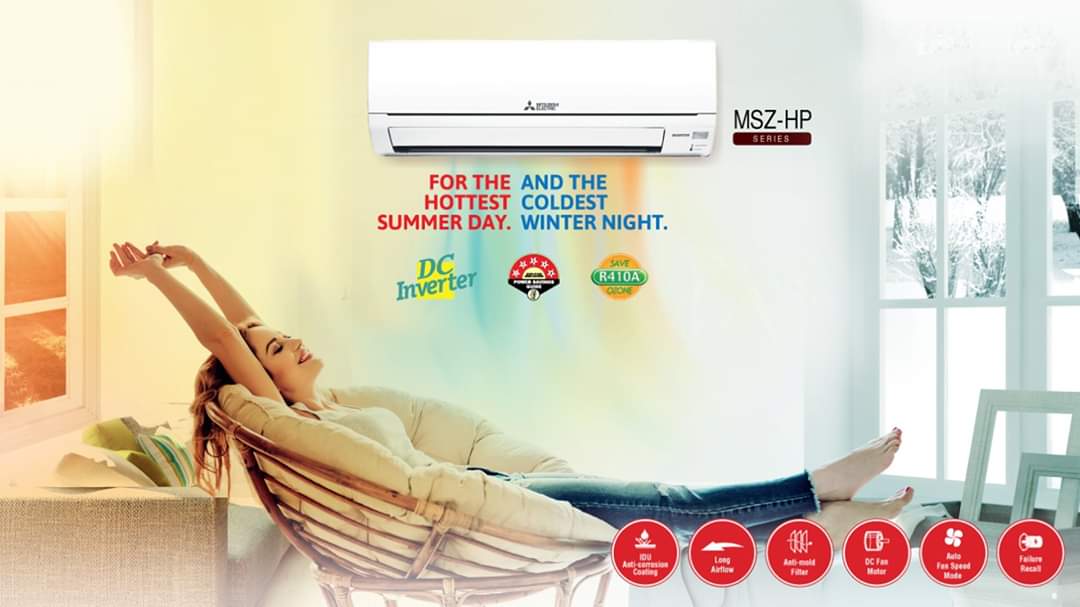 MITSUBISHI
ELECTRIC
MSZ-HP
SERIES
FOR THE AND THE
HOTTEST COLDEST
SUMMER DAY. WINTER NIGHT.
DC
Inverter
POWER SAVINGS
GUIDE
SAVE
R410A
OZONE
IDU
Anti-corrosion
Coating
Long
Airflow
Anti-mold
Filter
DC Fan
Motor
Auto
Fan Speed
Mode
Failure
Recall